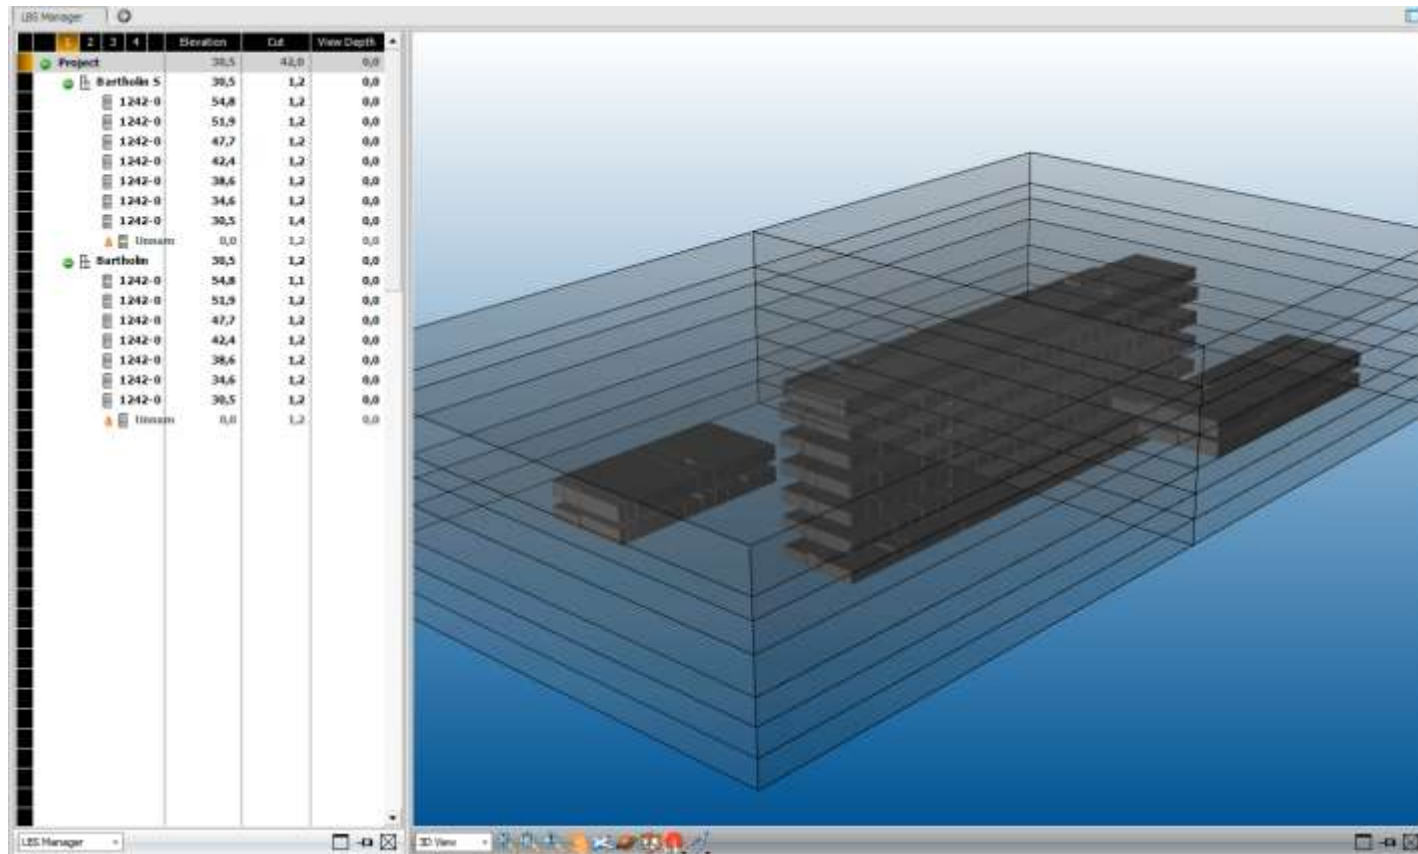 LBS Manager
1 2 3 4 Elevation Cut View Depth
Project 30,5 42,0 0,0
Bartholin S 30,5 1,2 0,0
1242-0 54,8 1,2 0,0
1242-0 51,9 1,2 0,0
1242-0 47,7 1,2 0,0
1242-0 42,4 1,2 0,0
1242-0 38,6 1,2 0,0
1242-0 34,6 1,2 0,0
1242-0 30,5 1,4 0,0
Unnam 0,0 1,2 0,0
Bartholin 30,5 1,2 0,0
1242-0 54,8 1,1 0,0
1242-0 51,9 1,2 0,0
1242-0 47,7 1,2 0,0
1242-0 42,4 1,2 0,0
1242-0 38,6 1,2 0,0
1242-0 34,6 1,2 0,0
1242-0 30,5 1,2 0,0
Unnam 0,0 1,2 0,0
LBS Manager
3D View